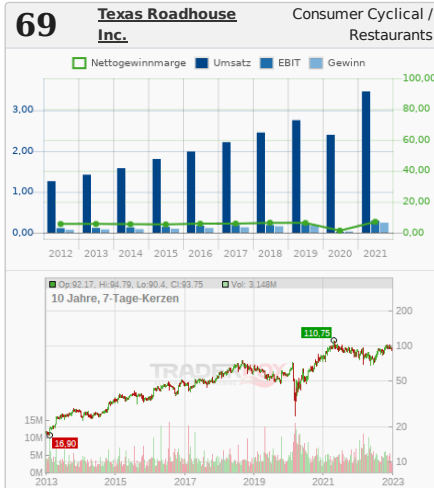 69
Texas Roadhouse
Inc.
Consumer Cyclical /
Restaurants
Nettogewinnmarge Umsatz EBIT Gewinn
100,00
3,00 80,00
60,00
2,00
40,00
1,00
20,00
0,00 0,00
2012 2013 2014 2015 2016 2017 2018 2019 2020 2021
Op:92.17, Hi:94.79, Lo:90.4, Cl:93.75 Vol: 3.148M
10 Jahre, 7-Tage-Kerzen
200
110,75
100
50
15M 20
16,90
10M
10
5M
0M
2013 2015 2017 2019 2021 2023